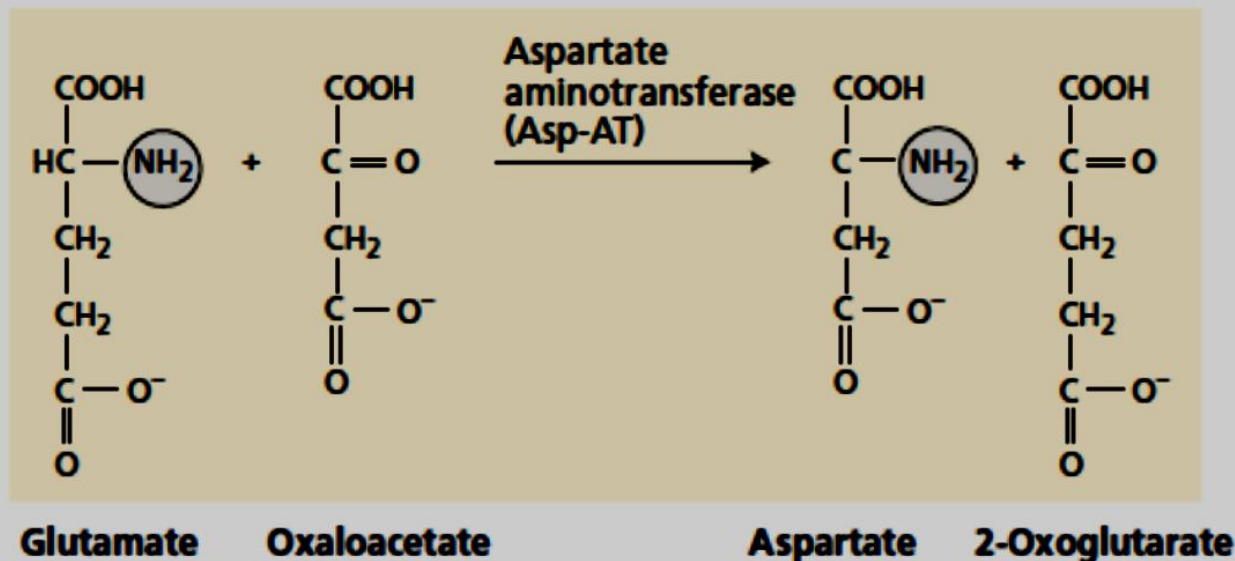 Aspartate
aminotransferase
(Asp-AT)
COOH COOH COOH COOH
HC — NH₂ + C = O C — NH₂ + C = O
CH₂ CH₂ CH₂ CH₂
CH₂ C — O⁻ C — O⁻ CH₂
C — O⁻ O O C — O⁻
O O
Glutamate Oxaloacetate Aspartate 2-Oxoglutarate